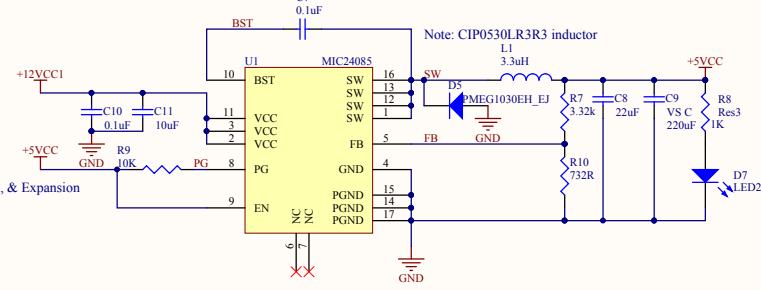 0.1uF
BST
Note: CIP0530LR3R3 inductor
U1 MIC24085
L1
3.3uH
+5VCC
+12VCC1
10 BST SW 16 SW
SW 13
SW 12
SW 1
D5
PMEG1030EH_EJ
GND
C10
0.1uF
C11
10uF
GND
11 VCC
3 VCC
2 VCC
R7
3.32k
C8
22uF
C9
VS C
220uF
R8
Res3
1K
FB 5 FB
+5VCC
R9
10K
PG 8 PG
GND 4
R10
732R
, & Expansion
9 EN
PGND 15
PGND 14
PGND 17
D7
LED2
NC NC
6 7
GND